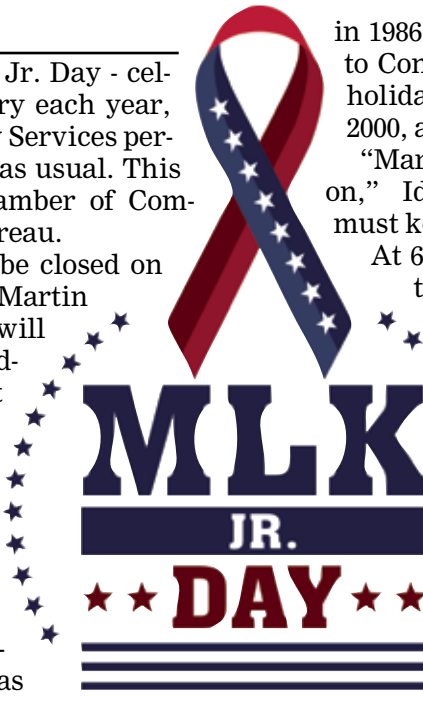 Jr. Day - cel-
ry each year,
Services per-
as usual. This
amber of Com-
reau.
be closed on
Martin
will
d-
t
-
as
in 1986
to Con
holida
2000, a
“Mar
on,” Id
must ke
At 6
t
MLK
JR.
DAY